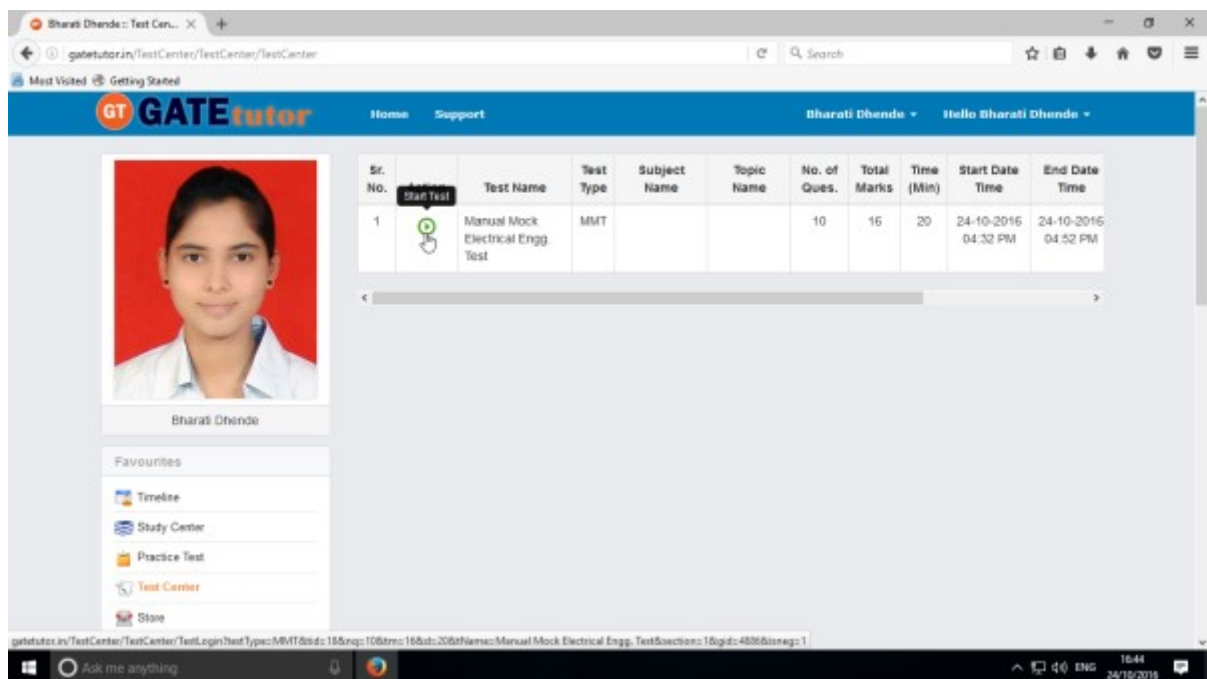 Bharati Dhende :: Test Cen...
gatetutor.in/TestCenter/TestCenter/TestCenter
Search
Most Visited Getting Started
GT GATEtutor Home Support Bharati Dhende Hello Bharati Dhende
Sr. No. Test Name Test Type Subject Name Topic Name No. of Ques. Total Marks Time (Min) Start Date Time End Date Time
Start Test
1 Manual Mock Electrical Engg. Test MMT 10 16 20 24-10-2016 04:32 PM 24-10-2016 04:52 PM
Bharati Dhende
Favourites
Timeline
Study Center
Practice Test
Test Center
Store
Ask me anything
ENG
16:44
24/10/2016